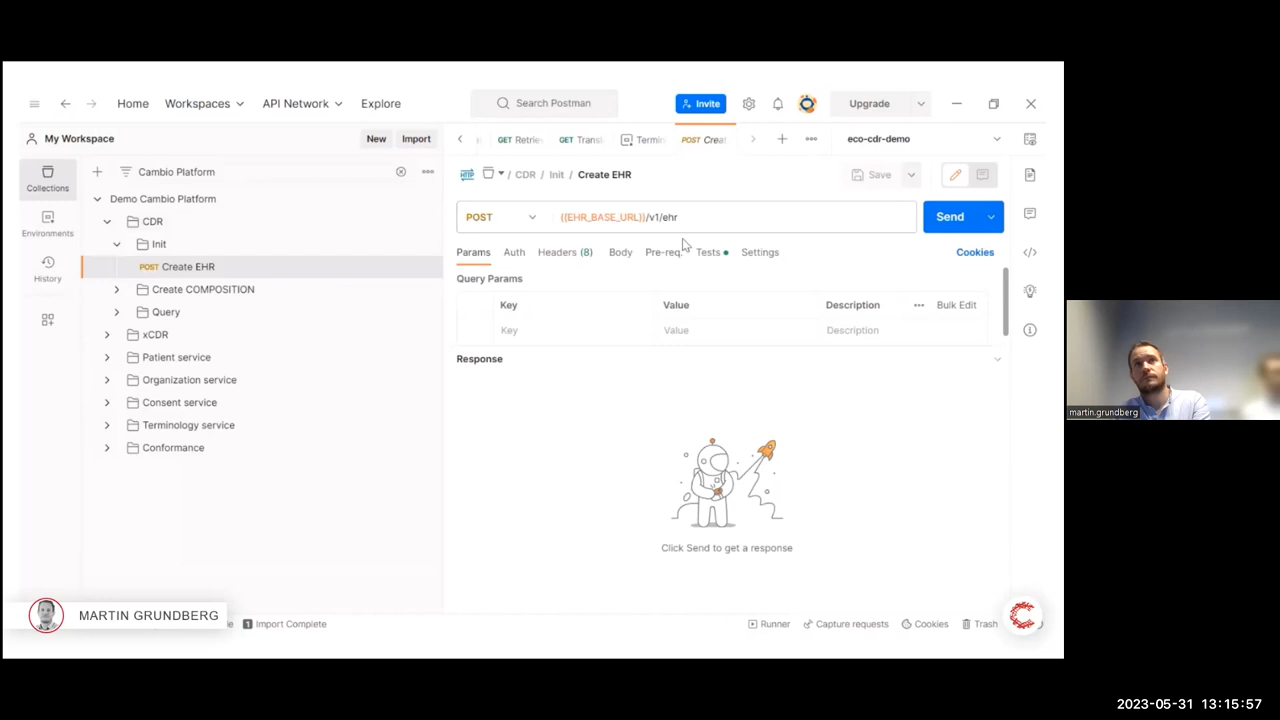 Home Workspaces API Network Explore Search Postman Invite Upgrade
My Workspace New Import GET Retrie GET Transl Termin POST Creat eco-cdr-demo
Collections Cambio Platform HTTP / CDR / Init / Create EHR Save
Demo Cambio Platform
CDR POST {{EHR_BASE_URL}}/v1/ehr Send
Environments Init Params Auth Headers (8) Body Pre-req. Tests Settings Cookies
History POST Create EHR Query Params
Create COMPOSITION Key Value Description Bulk Edit
Query Key Value Description
xCDR
Patient service Response
Organization service
Consent service
Terminology service
Conformance
Click Send to get a response
martin.grundberg
MARTIN GRUNDBERG
1 Import Complete Runner Capture requests Cookies Trash
2023-05-31 13:15:57